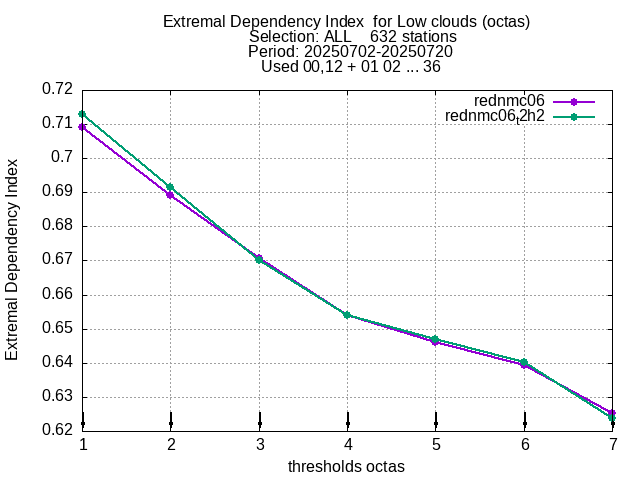 Extremal Dependency Index  for Low clouds (octas)
Selection: ALL    632 stations
Period: 20250702-20250720
Used 00,12 + 01 02 ... 36
rednmc06
rednmc06,2h2
0.72
0.71
0.7
0.69
0.68
0.67
0.66
0.65
0.64
0.63
0.62
Extremal Dependency Index
1 2 3 4 5 6 7
thresholds octas